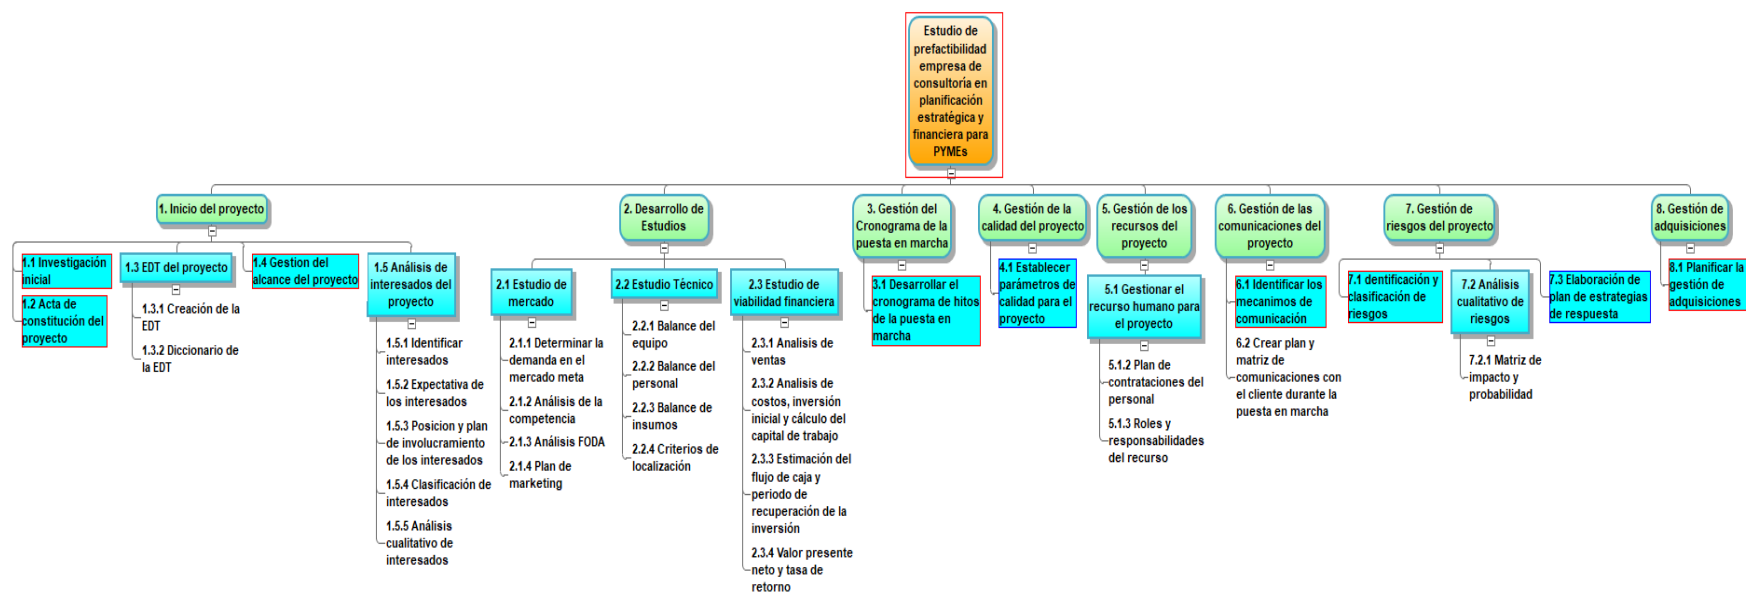 Estudio de
prefactibilidad
empresa de
consultoría en
planificación
estratégica y
financiera para
PYMEs
1. Inicio del proyecto
1.1 Investigación
inicial
1.2 Acta de
constitución del
proyecto
1.3 EDT del proyecto
1.3.1 Creación de la
EDT
1.3.2 Diccionario de
la EDT
1.4 Gestion del
alcance del proyecto
1.5 Análisis de
interesados del
proyecto
1.5.1 Identificar
interesados
1.5.2 Expectativa de
los interesados
1.5.3 Posicion y plan
de involucramiento
de los interesados
1.5.4 Clasificación de
interesados
1.5.5 Análisis
cualitativo de
interesados
2. Desarrollo de
Estudios
2.1 Estudio de
mercado
2.1.1 Determinar la
demanda en el
mercado meta
2.1.2 Análisis de la
competencia
2.1.3 Análisis FODA
2.1.4 Plan de
marketing
2.2 Estudio Técnico
2.2.1 Balance del
equipo
2.2.2 Balance del
personal
2.2.3 Balance de
insumos
2.2.4 Criterios de
localización
2.3 Estudio de
viabilidad financiera
2.3.1 Analisis de
ventas
2.3.2 Analisis de
costos, inversión
inicial y cálculo del
capital de trabajo
2.3.3 Estimación del
flujo de caja y
periodo de
recuperación de la
inversión
2.3.4 Valor presente
neto y tasa de
retorno
3. Gestión del
Cronograma de la
puesta en marcha
3.1 Desarrollar el
cronograma de hitos
de la puesta en
marcha
4. Gestión de la
calidad del proyecto
4.1 Establecer
parámetros de
calidad para el
proyecto
5. Gestión de los
recursos del
proyecto
5.1 Gestionar el
recurso humano para
el proyecto
5.1.2 Plan de
contrataciones del
personal
5.1.3 Roles y
responsabilidades
del recurso
6. Gestión de las
comunicaciones del
proyecto
6.1 Identificar los
mecanimos de
comunicación
6.2 Crear plan y
matriz de
comunicaciones con
el cliente durante la
puesta en marcha
7. Gestión de
riesgos del proyecto
7.1 dentificación y
clasificación de
riesgos
7.2 Análisis
cualitativo de
riesgos
7.2.1 Matriz de
impacto y
probabilidad
7.3 Elaboración de
plan de estrategias
de respuesta
8. Gestión de
adquisiciones
8.1 Planificar la
gestión de
adquisiciones